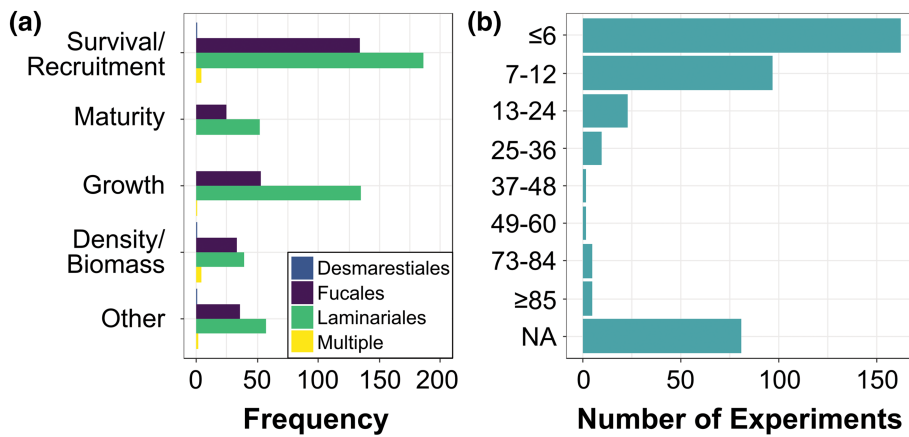 (a)
Survival/
Recruitment
Maturity
Growth
Density/
Biomass
Other
Desmarestiales
Fucales
Laminariales
Multiple
0 50 100 150 200
Frequency
(b)
≤6
7-12
13-24
25-36
37-48
49-60
73-84
≥85
NA
0 50 100 150
Number of Experiments